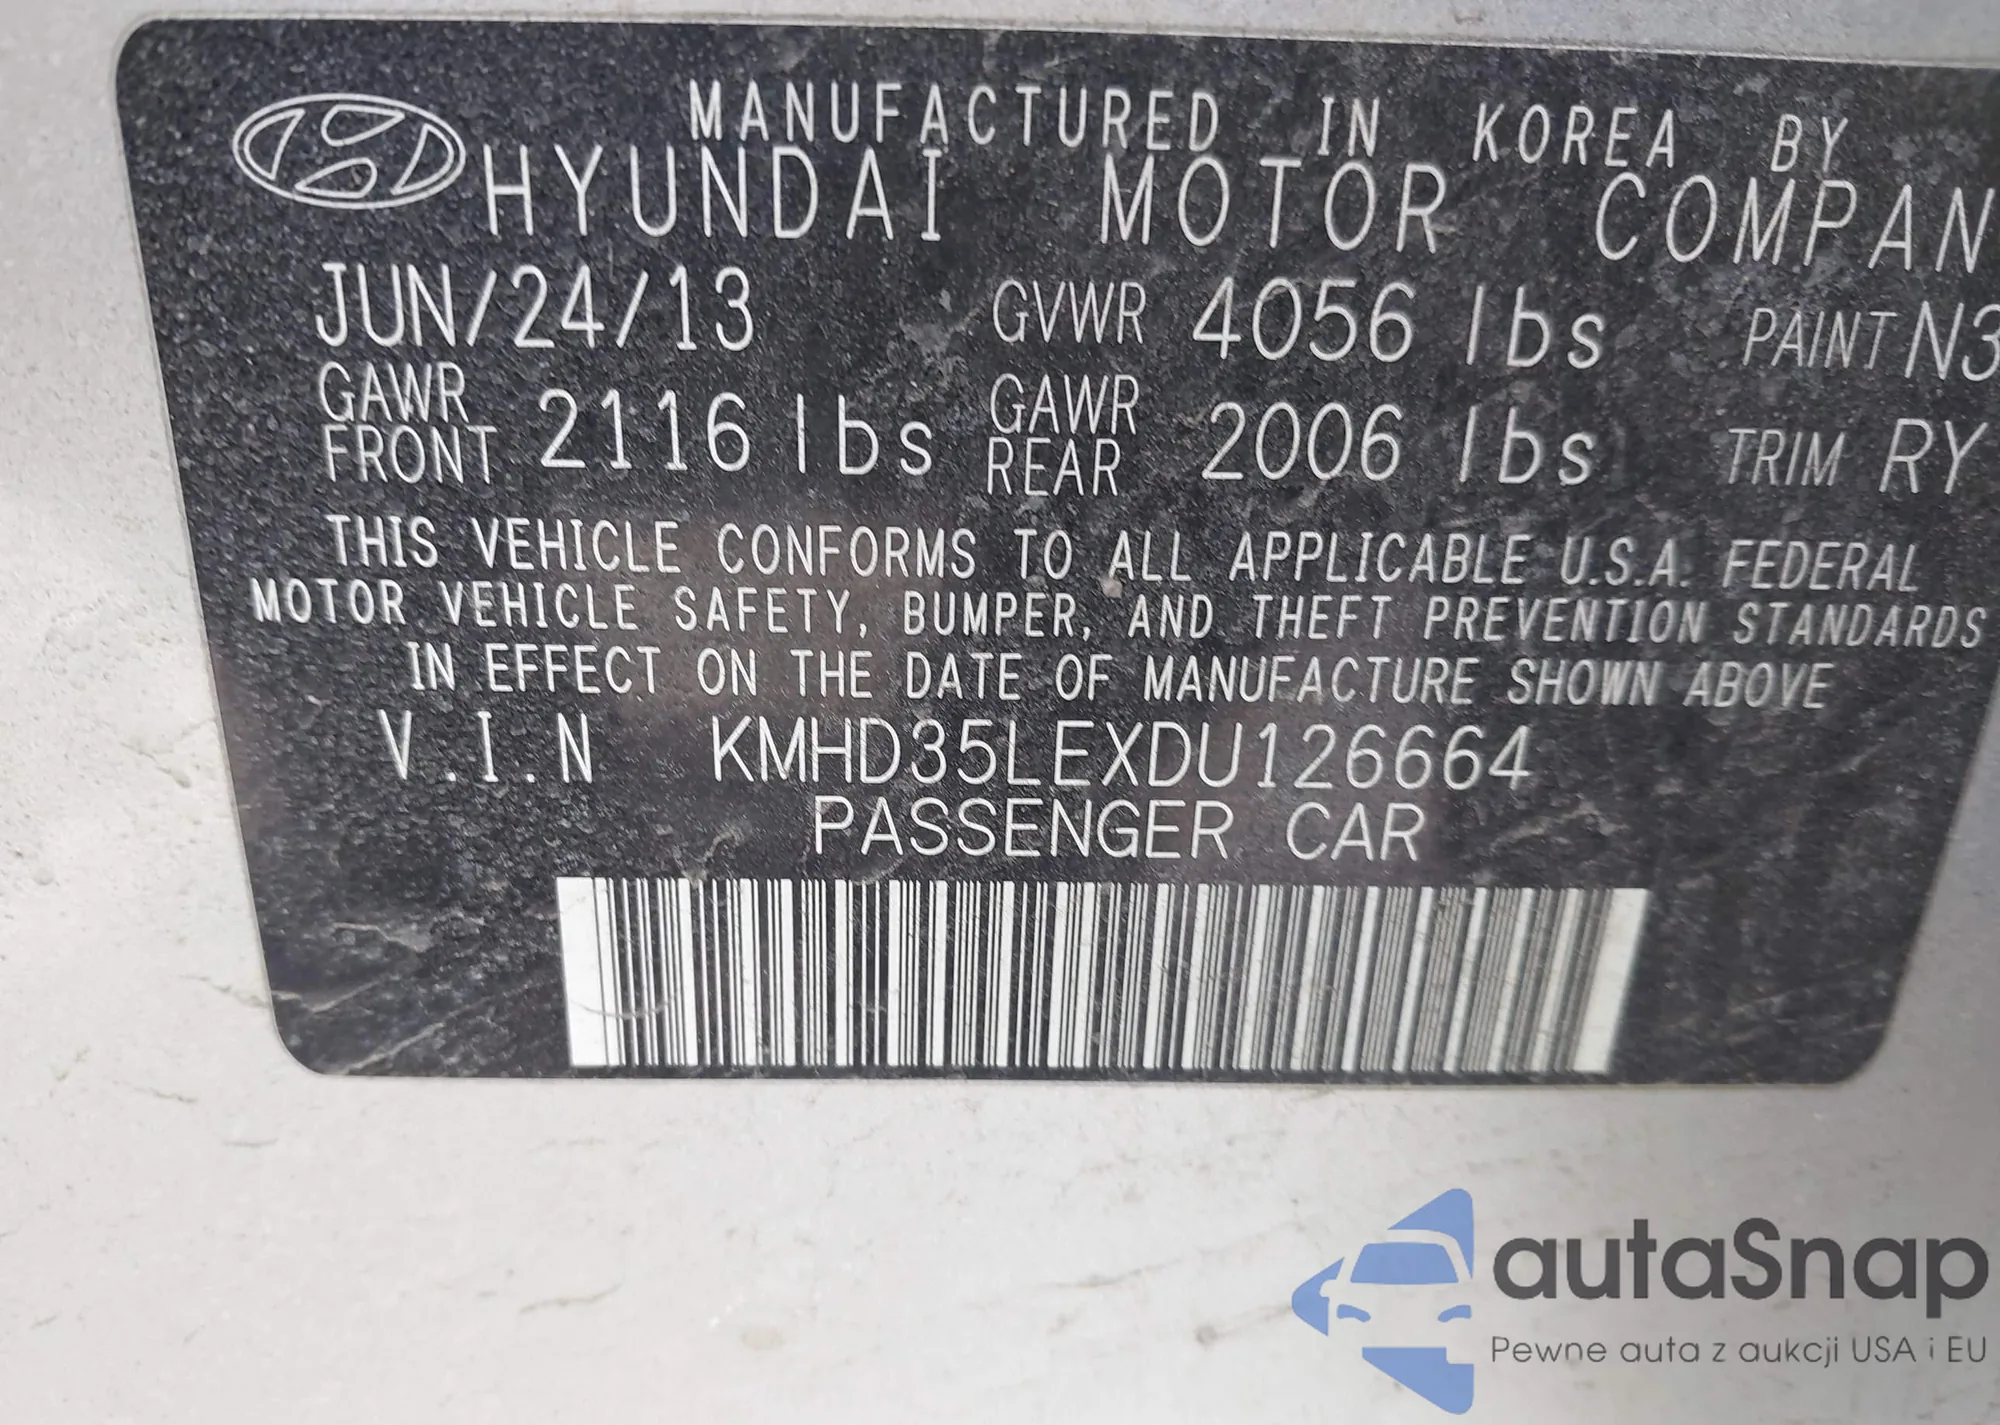 MANUFACTURED IN KOREA BY
HYUNDAI MOTOR COMPAN
JUN/24/13 GVWR 4056 lbs PAINT N3
GAWR FRONT 2116 lbs GAWR REAR 2006 lbs TRIM RY
THIS VEHICLE CONFORMS TO ALL APPLICABLE U.S.A. FEDERAL
MOTOR VEHICLE SAFETY, BUMPER, AND THEFT PREVENTION STANDARDS
IN EFFECT ON THE DATE OF MANUFACTURE SHOWN ABOVE
V.I.N KMHD35LEXDU126664
PASSENGER CAR
autaSnap
Pewne auta z aukcji USA i EU